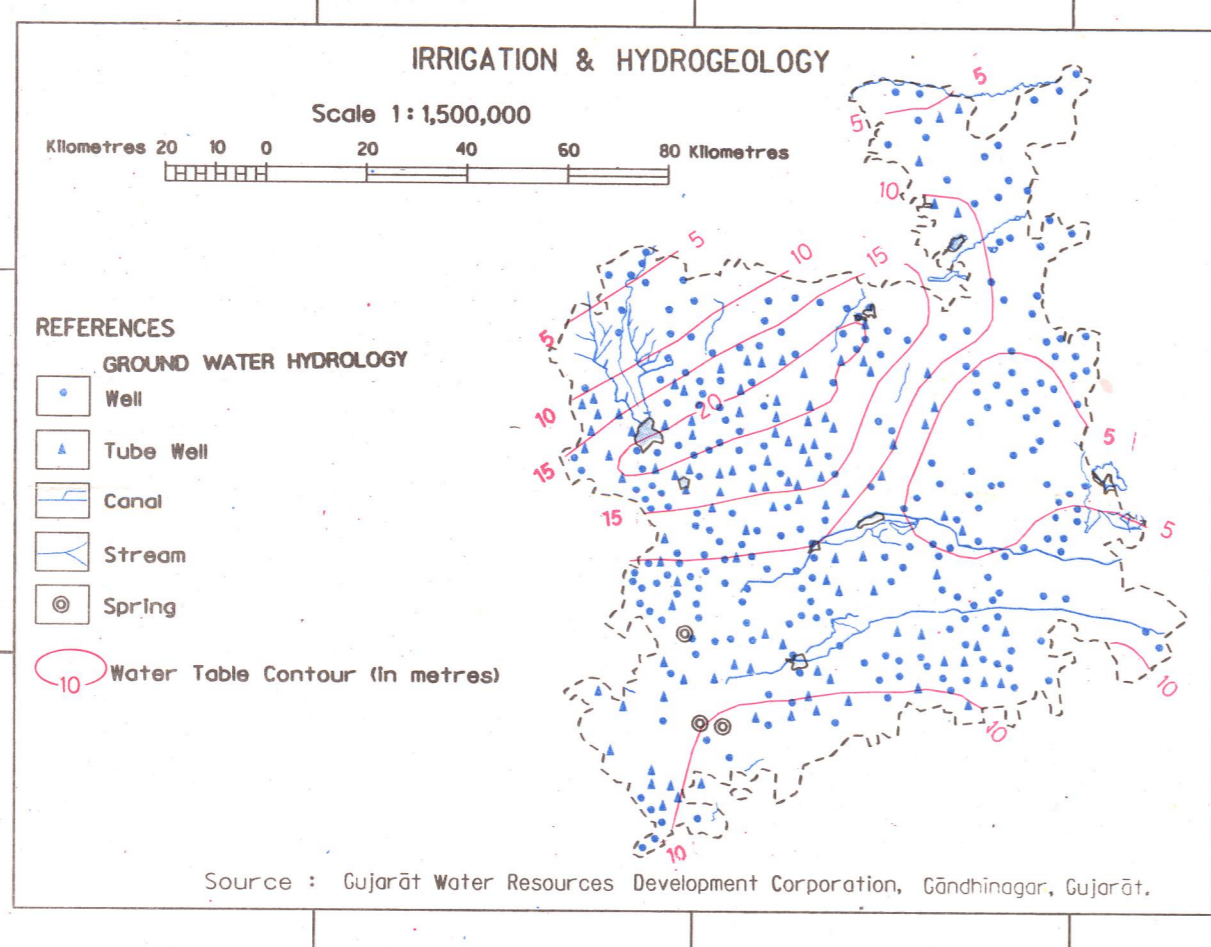 IRRIGATION & HYDROGEOLOGY
Scale 1:1,500,000
Kilometres 20 10 0 20 40 60 80 Kilometres
REFERENCES
GROUND WATER HYDROLOGY
Well
Tube Well
Canal
Stream
Spring
10 Water Table Contour (in metres)
5
5
10
5
10
15
5
10
20
15
5
15
5
10
10
10
Source : Gujarāt Water Resources Development Corporation, Gāndhinagar, Gujarāt.